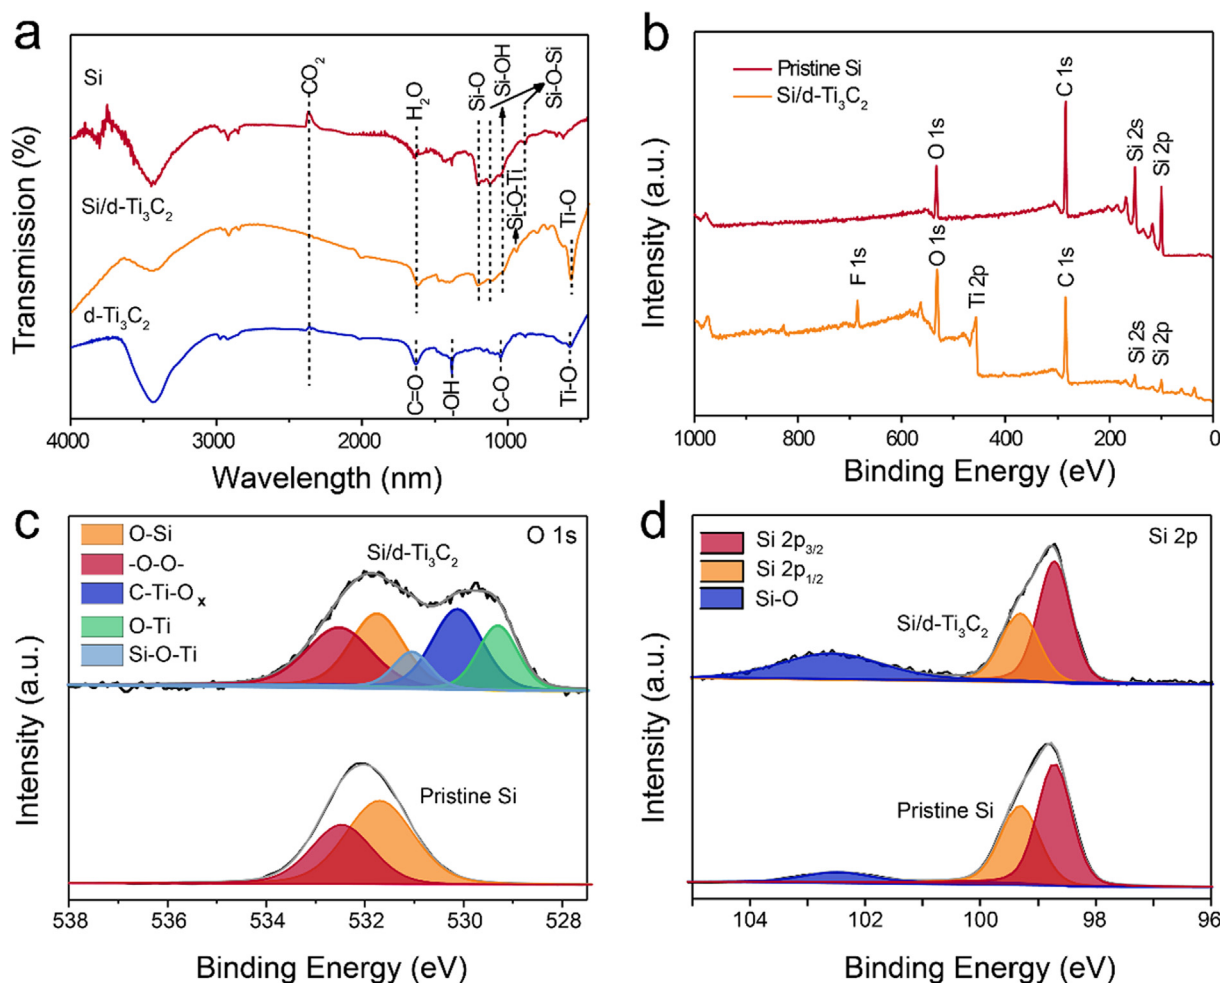 a
Transmission (%)
Si
CO2
H2O
Si-O
Si-OH
Si-O-Si
Si/d-Ti3C2
Si-O-Ti
Ti-O
d-Ti3C2
C=O
-OH
C-O
Ti-O
4000 3000 2000 1000
Wavelength (nm)
b
Intensity (a.u.)
Pristine Si
Si/d-Ti3C2
O 1s
C 1s
Si 2s
Si 2p
F 1s
O 1s
Ti 2p
C 1s
Si 2s
Si 2p
1000 800 600 400 200 0
Binding Energy (eV)
c
Intensity (a.u.)
O-Si
-O-O-
C-Ti-Ox
O-Ti
Si-O-Ti
Si/d-Ti3C2
O 1s
Pristine Si
538 536 534 532 530 528
Binding Energy (eV)
d
Intensity (a.u.)
Si 2p3/2
Si 2p1/2
Si-O
Si 2p
Si/d-Ti3C2
Pristine Si
104 102 100 98 96
Binding Energy (eV)